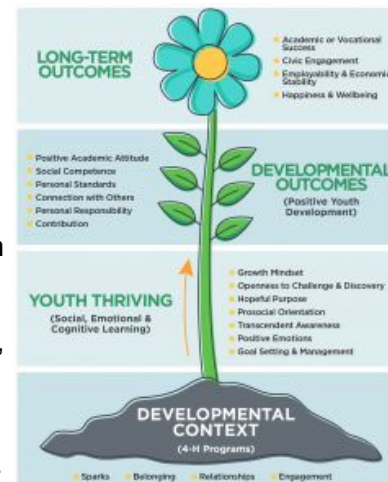 LONG-TERM
OUTCOMES
Academic or Vocational
Success
Civic Engagement
Employability & Economic
Stability
Happiness & Wellbeing
Positive Academic Attitude
Social Competence
Personal Standards
Connection with Others
Personal Responsibility
Contribution
DEVELOPMENTAL
OUTCOMES
(Positive Youth
Development)
YOUTH THRIVING
(Social, Emotional &
Cognitive Learning)
Growth Mindset
Openness to Challenge & Discovery
Hopeful Purpose
Prosocial Orientation
Transcendent Awareness
Positive Emotions
Goal Setting & Management
DEVELOPMENTAL
CONTEXT
(4-H Programs)
Sparks Belonging Relationships Engagement